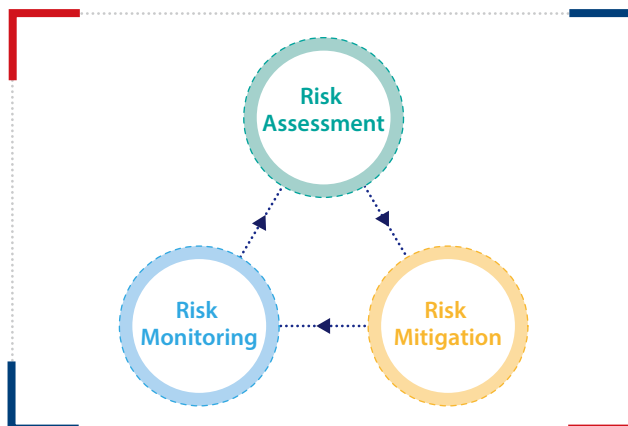 Risk
Assessment
Risk
Monitoring
Risk
Mitigation